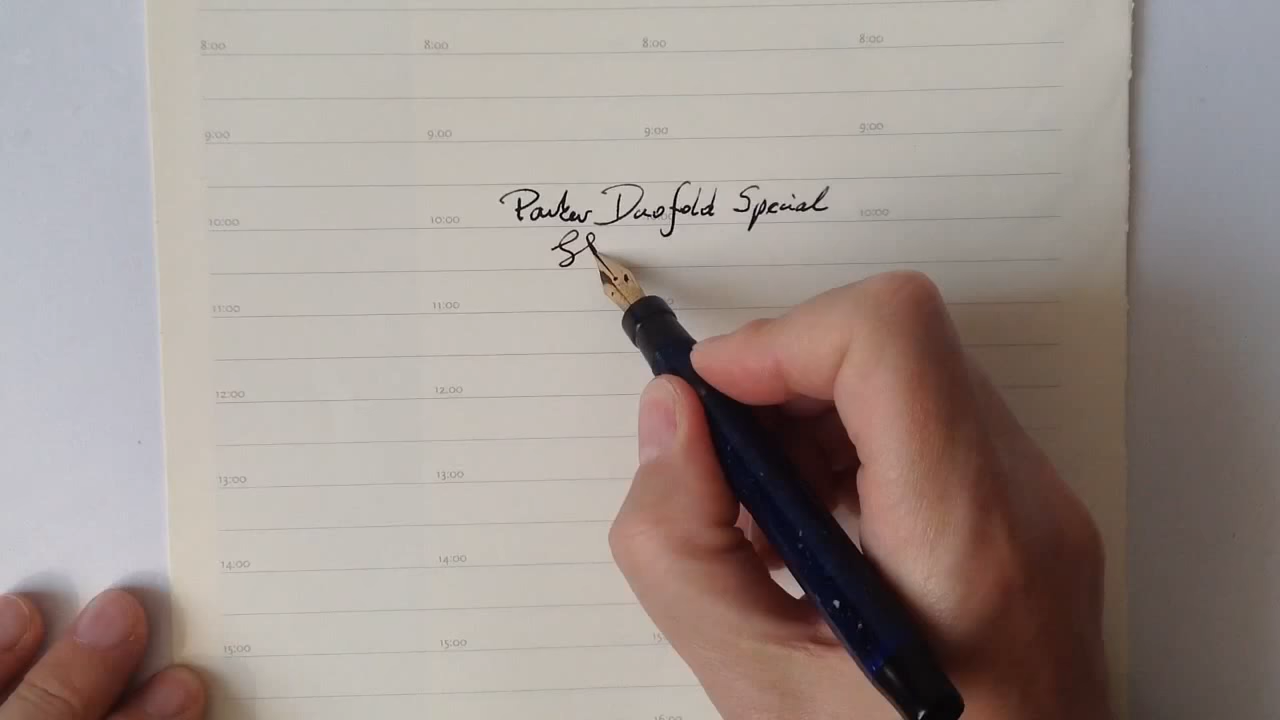 8:00 8:00 8:00 8:00
9:00 9:00 9:00 9:00
Parker Duofold Special
10:00 10:00 10:00
11:00 11:00
12:00 12:00
13:00 13:00
14:00 14:00
15:00 15:00
16:00